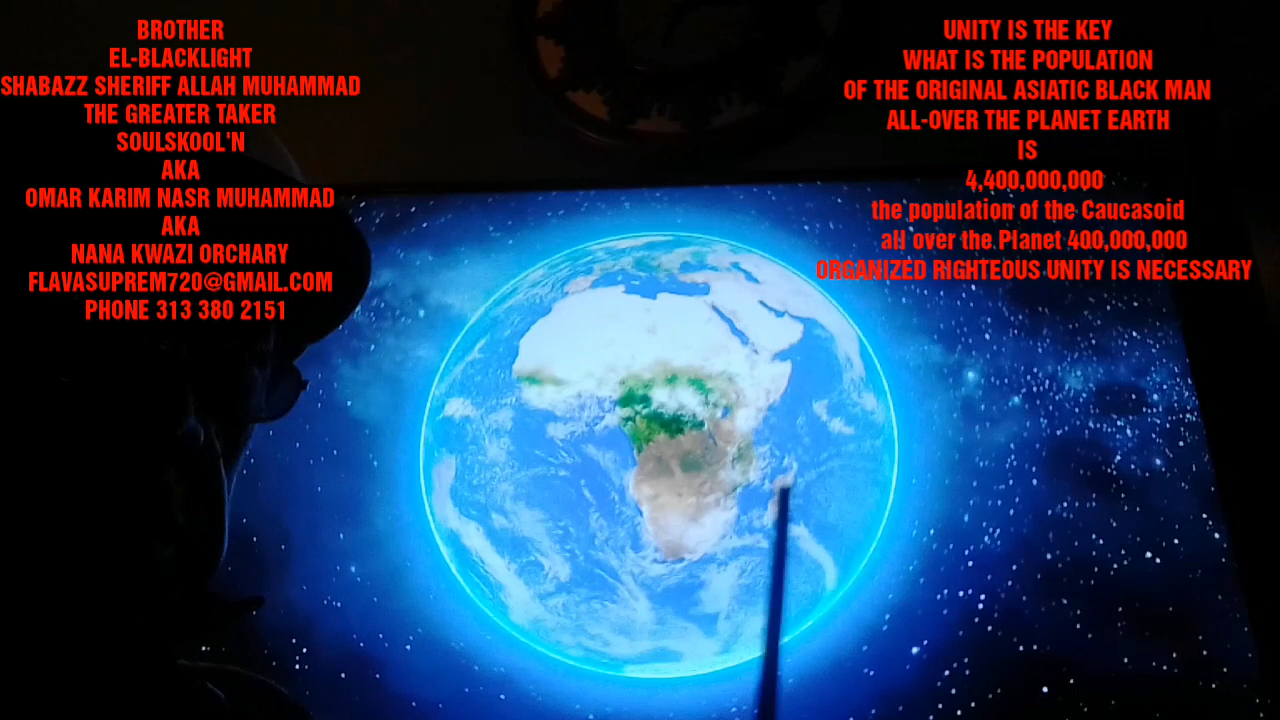 BROTHER
EL-BLACKLIGHT
SHABAZZ SHERIFF ALLAH MUHAMMAD
THE GREATER TAKER
SOULSKOOL'N
AKA
OMAR KARIM NASR MUHAMMAD
AKA
NANA KWAZI ORCHARY
FLAVASUPREM720@GMAIL.COM
PHONE 313 380 2151
UNITY IS THE KEY
WHAT IS THE POPULATION
OF THE ORIGINAL ASIATIC BLACK MAN
ALL-OVER THE PLANET EARTH
IS
4,400,000,000
the population of the Caucasoid
all over the Planet 400,000,000
ORGANIZED RIGHTEOUS UNITY IS NECESSARY